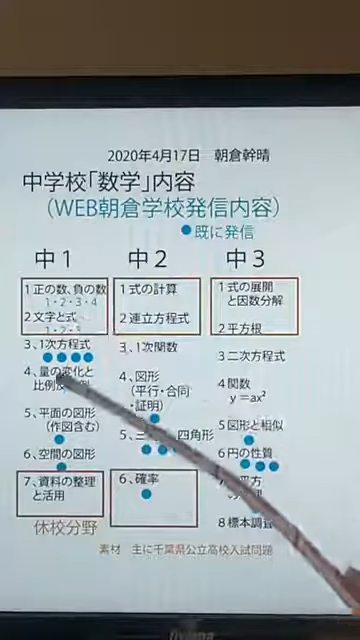 2020年4月17日　朝倉幹晴
中学校「数学」内容
（WEB朝倉学校発信内容）
●既に発信
中1
1 正の数、負の数
1・2・3・4
2 文字と式
1・2・3
3、1次方程式
4、量の変化と
比例
5、平面の図形
（作図含む）
6、空間の図形
7、資料の整理
と活用
休校分野
中2
1 式の計算
2 連立方程式
3、1次関数
4、図形
（平行・合同
・証明）
5、三 四角形
6、確率
中3
1 式の展開
と因数分解
2 平方根
3 二次方程式
4 関数
y＝ax²
5 図形と相似
6 円の性質
平方
8 標本調査
素材　主に千葉県公立高校入試問題